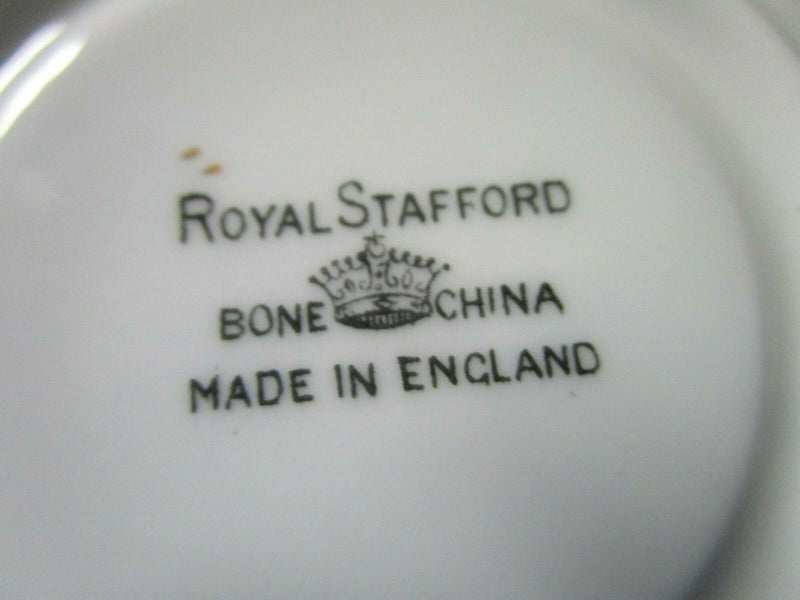 ROYAL STAFFORD
BONE CHINA
MADE IN ENGLAND